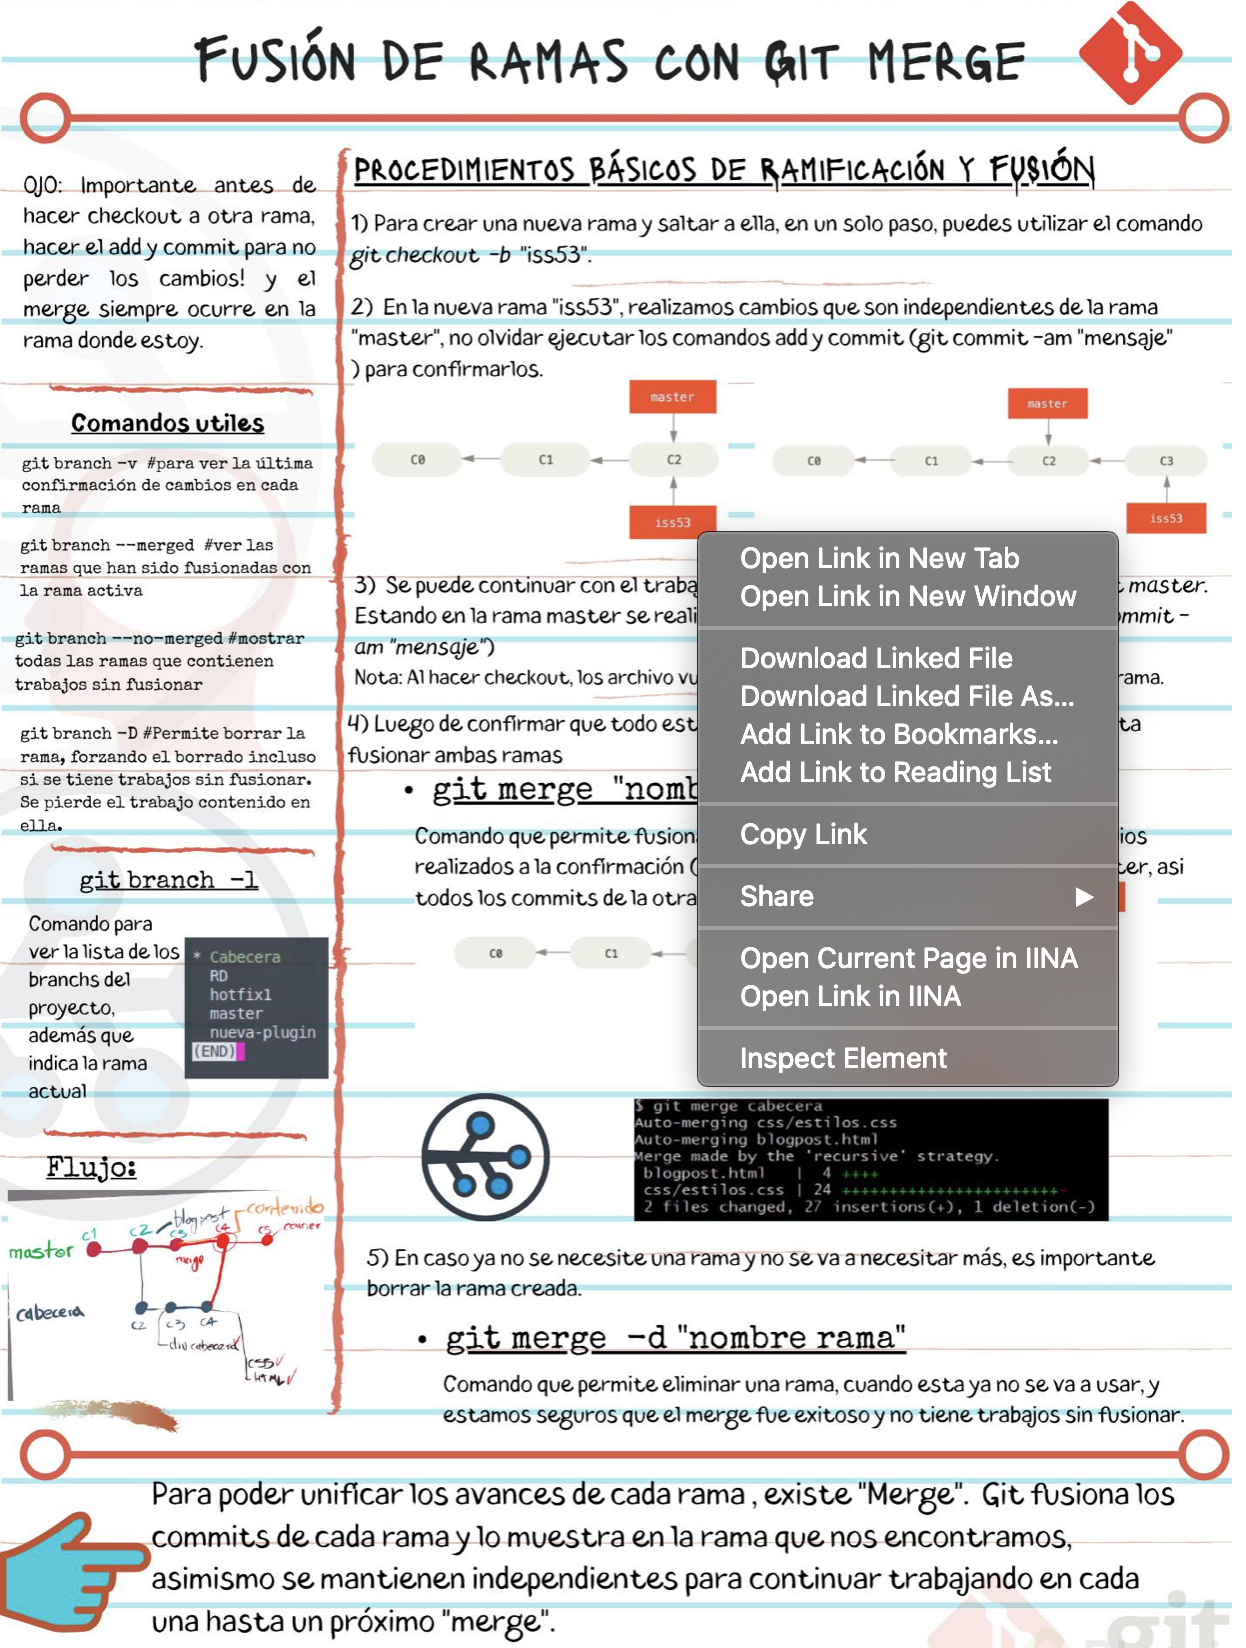 FUSIÓN DE RAMAS CON GIT MERGE
OJO: Importante antes de
hacer checkout a otra rama,
hacer el add y commit para no
perder los cambios! y el
merge siempre ocurre en la
rama donde estoy.
Comandos utiles
git branch -v #para ver la última
confirmación de cambios en cada
rama
git branch --merged #ver las
ramas que han sido fusionadas con
la rama activa
git branch --no-merged #mostrar
todas las ramas que contienen
trabajos sin fusionar
git branch -D #Permite borrar la
rama, forzando el borrado incluso
si se tiene trabajos sin fusionar.
Se pierde el trabajo contenido en
ella.
git branch -l
Comando para
ver la lista de los
branchs del
proyecto,
además que
indica la rama
actual
* Cabecera
RD
hotfix1
master
nueva-plugin
(END)
Flujo:
blogpost contenido
c1 c2 c3 c4 c5 courier
master
merge
cabecera
c2 c3 c4
div cabecera
CSS
HTML
PROCEDIMIENTOS BÁSICOS DE RAMIFICACIÓN Y FUSIÓN
1) Para crear una nueva rama y saltar a ella, en un solo paso, puedes utilizar el comando
git checkout -b "iss53".
2) En la nueva rama "iss53", realizamos cambios que son independientes de la rama
"master", no olvidar ejecutar los comandos add y commit (git commit -am "mensaje"
) para confirmarlos.
master
C0 C1 C2
iss53
master
C0 C1 C2 C3
iss53
3) Se puede continuar con el traba master.
Estando en la rama master se reali mmit -
am "mensaje")
Nota: Al hacer checkout, los archivo vu rama.
4) Luego de confirmar que todo est ta
fusionar ambas ramas
• git merge "nomb
Comando que permite fusion ios
realizados a la confirmación ( ter, asi
todos los commits de la otra
C0 C1
Open Link in New Tab
Open Link in New Window
Download Linked File
Download Linked File As...
Add Link to Bookmarks...
Add Link to Reading List
Copy Link
Share
Open Current Page in IINA
Open Link in IINA
Inspect Element
$ git merge cabecera
Auto-merging css/estilos.css
Auto-merging blogpost.html
Merge made by the 'recursive' strategy.
blogpost.html | 4 ++++
css/estilos.css | 24 +++++++++++++++++++++++-
2 files changed, 27 insertions(+), 1 deletion(-)
5) En caso ya no se necesite una rama y no se va a necesitar más, es importante
borrar la rama creada.
• git merge -d "nombre rama"
Comando que permite eliminar una rama, cuando esta ya no se va a usar, y
estamos seguros que el merge fue exitoso y no tiene trabajos sin fusionar.
Para poder unificar los avances de cada rama , existe "Merge". Git fusiona los
commits de cada rama y lo muestra en la rama que nos encontramos,
asimismo se mantienen independientes para continuar trabajando en cada
una hasta un próximo "merge".
git